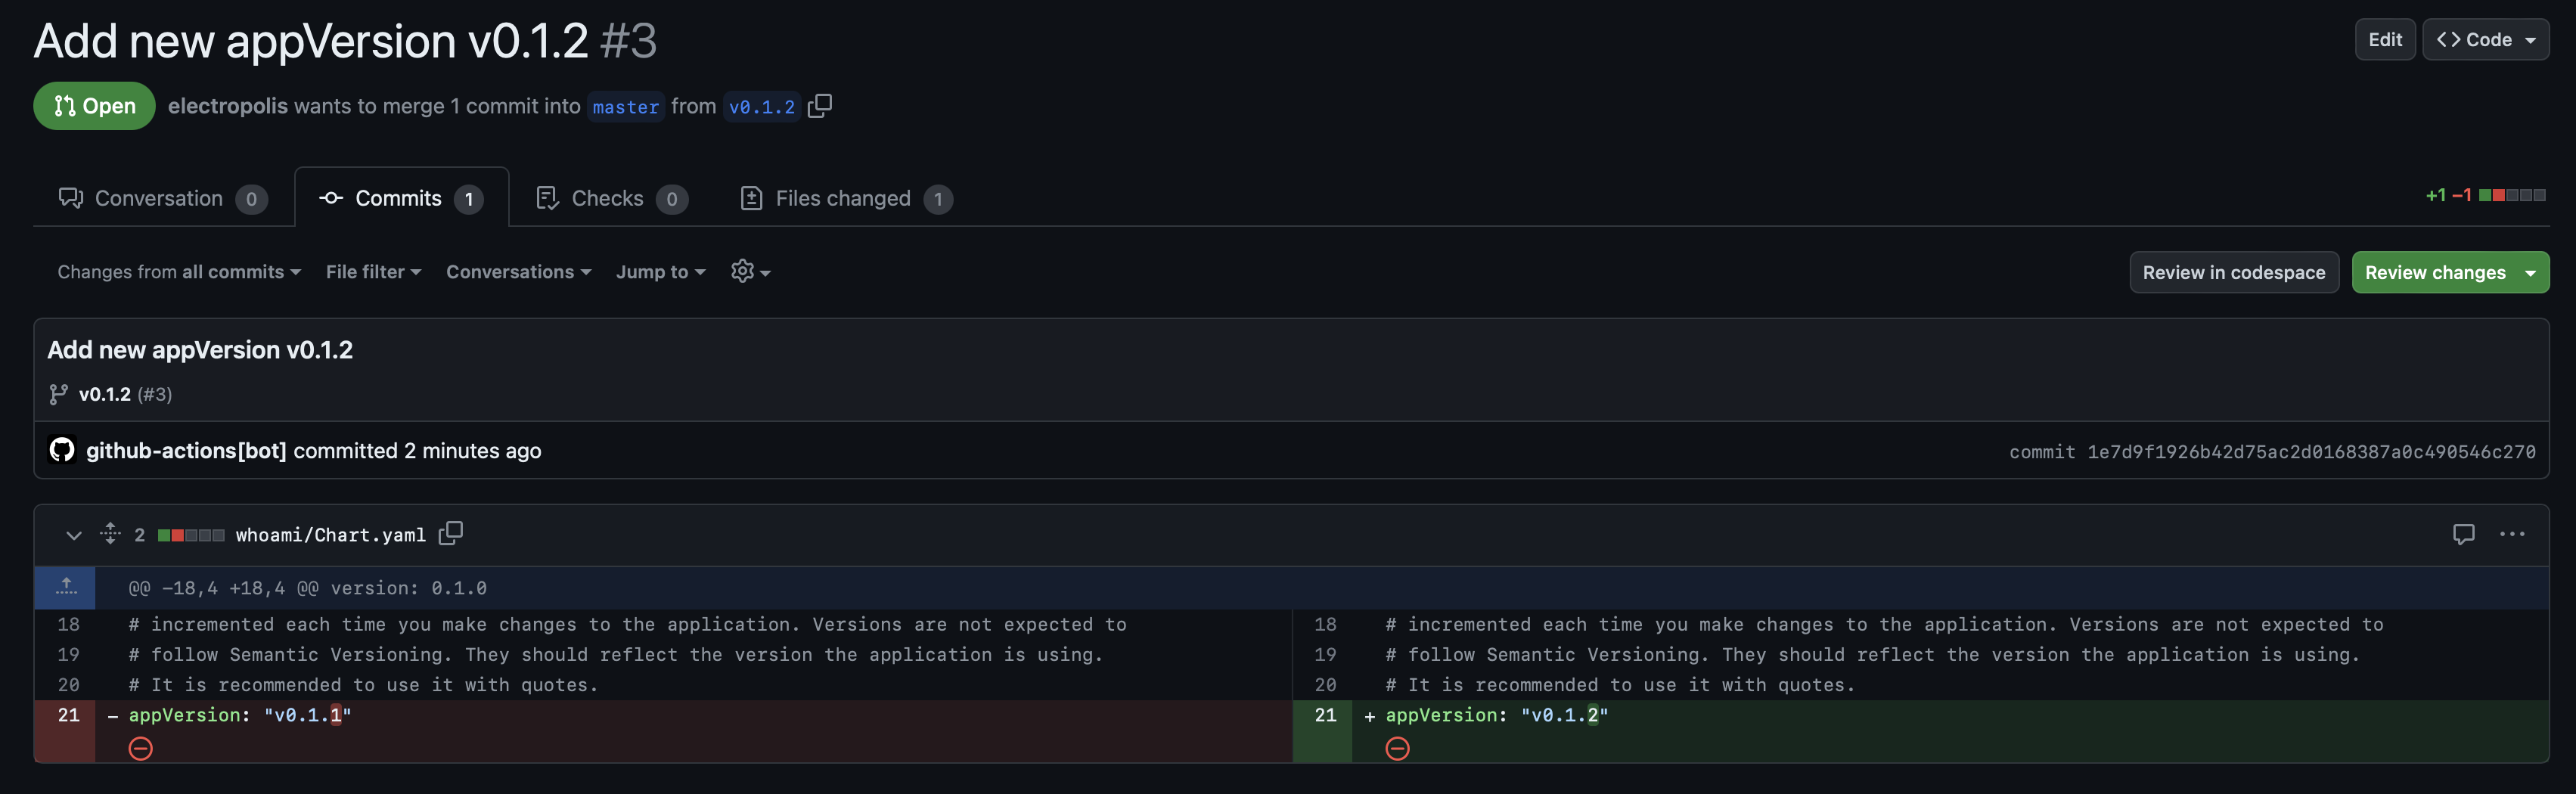 Add new appVersion v0.1.2 #3
Edit
<> Code
Open
electropolis wants to merge 1 commit into master from v0.1.2
Conversation 0
Commits 1
Checks 0
Files changed 1
+1 −1
Changes from all commits
File filter
Conversations
Jump to
Review in codespace
Review changes
Add new appVersion v0.1.2
v0.1.2 (#3)
github-actions[bot] committed 2 minutes ago
commit 1e7d9f1926b42d75ac2d0168387a0c490546c270
2 whoami/Chart.yaml
@@ −18,4 +18,4 @@ version: 0.1.0
18 # incremented each time you make changes to the application. Versions are not expected to
19 # follow Semantic Versioning. They should reflect the version the application is using.
20 # It is recommended to use it with quotes.
21 − appVersion: "v0.1.1"
18 # incremented each time you make changes to the application. Versions are not expected to
19 # follow Semantic Versioning. They should reflect the version the application is using.
20 # It is recommended to use it with quotes.
21 + appVersion: "v0.1.2"